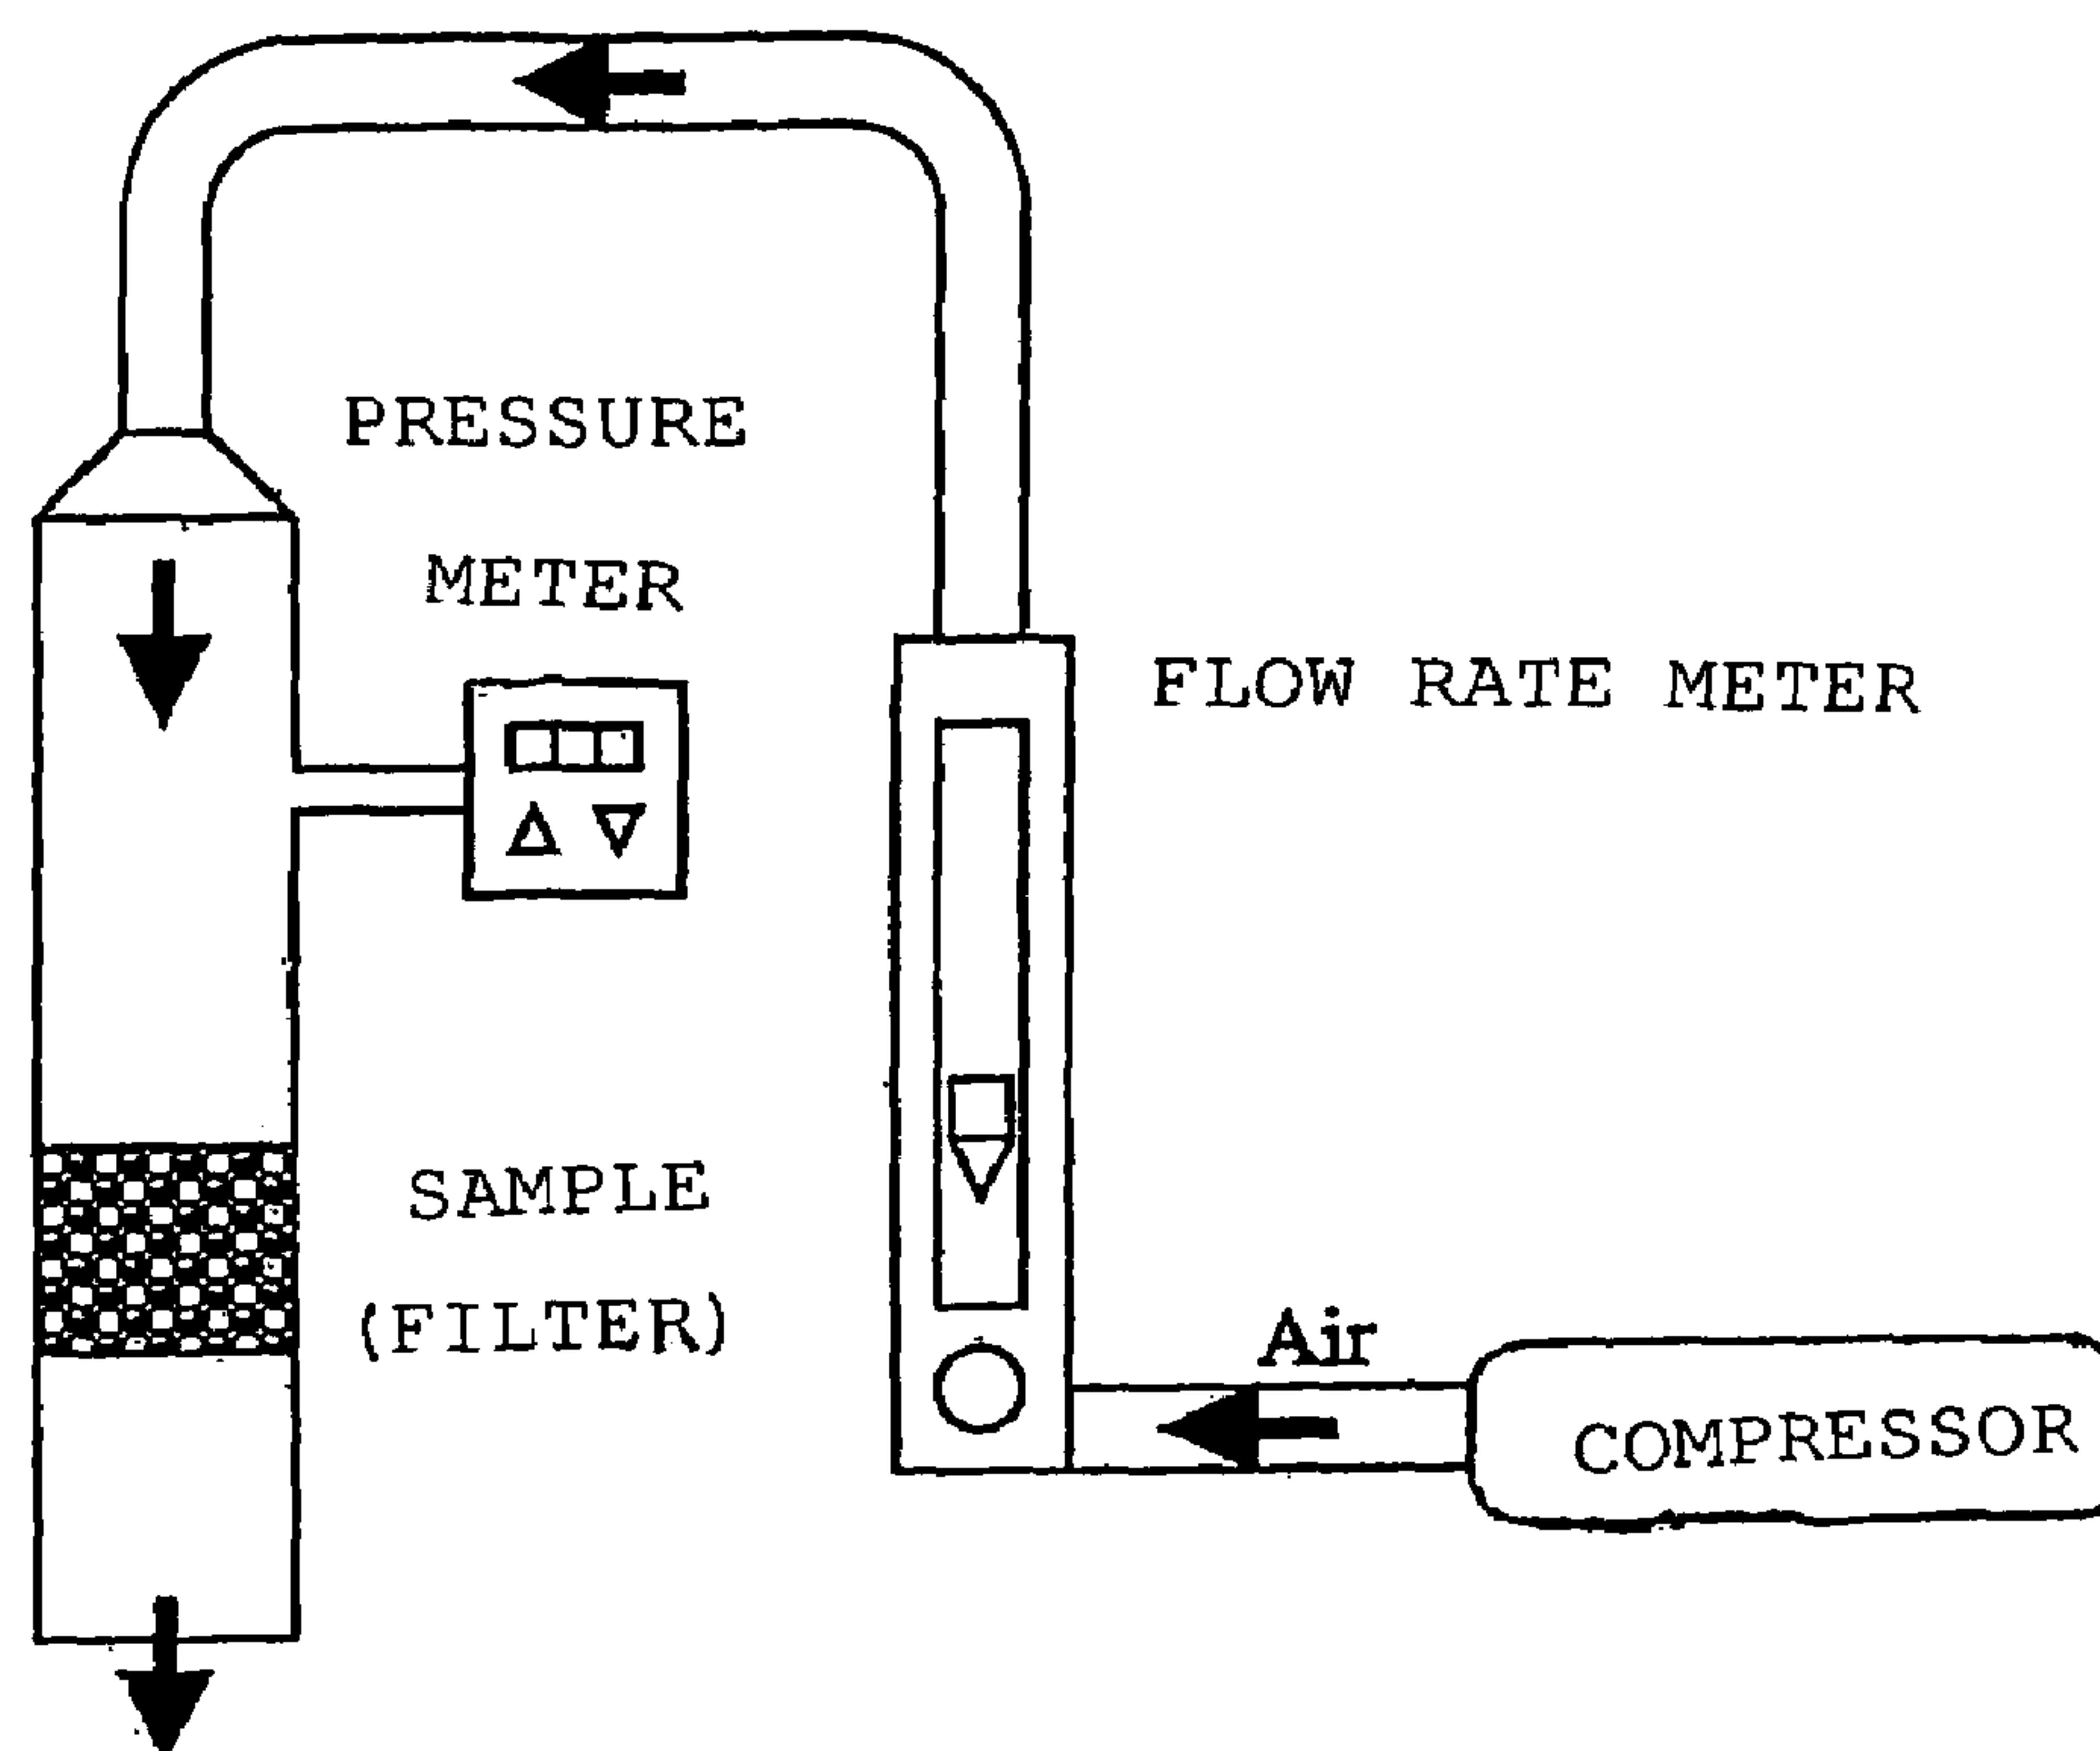 PRESSURE
METER
FLOW RATE METER
SAMPLE
(FILTER)
Air
COMPRESSOR